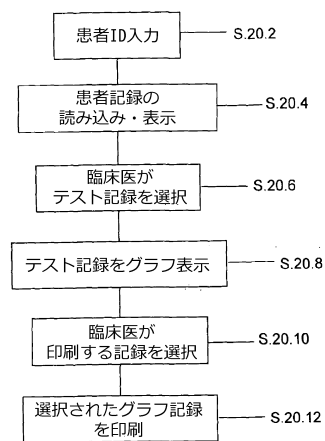 患者ID入力
S.20.2
患者記録の
読み込み・表示
S.20.4
臨床医が
テスト記録を選択
S.20.6
テスト記録をグラフ表示
S.20.8
臨床医が
印刷する記録を選択
S.20.10
選択されたグラフ記録
を印刷
S.20.12